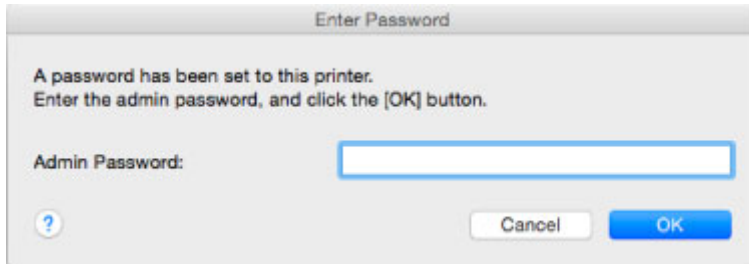 Enter Password
A password has been set to this printer.
Enter the admin password, and click the [OK] button.
Admin Password:
?
Cancel
OK